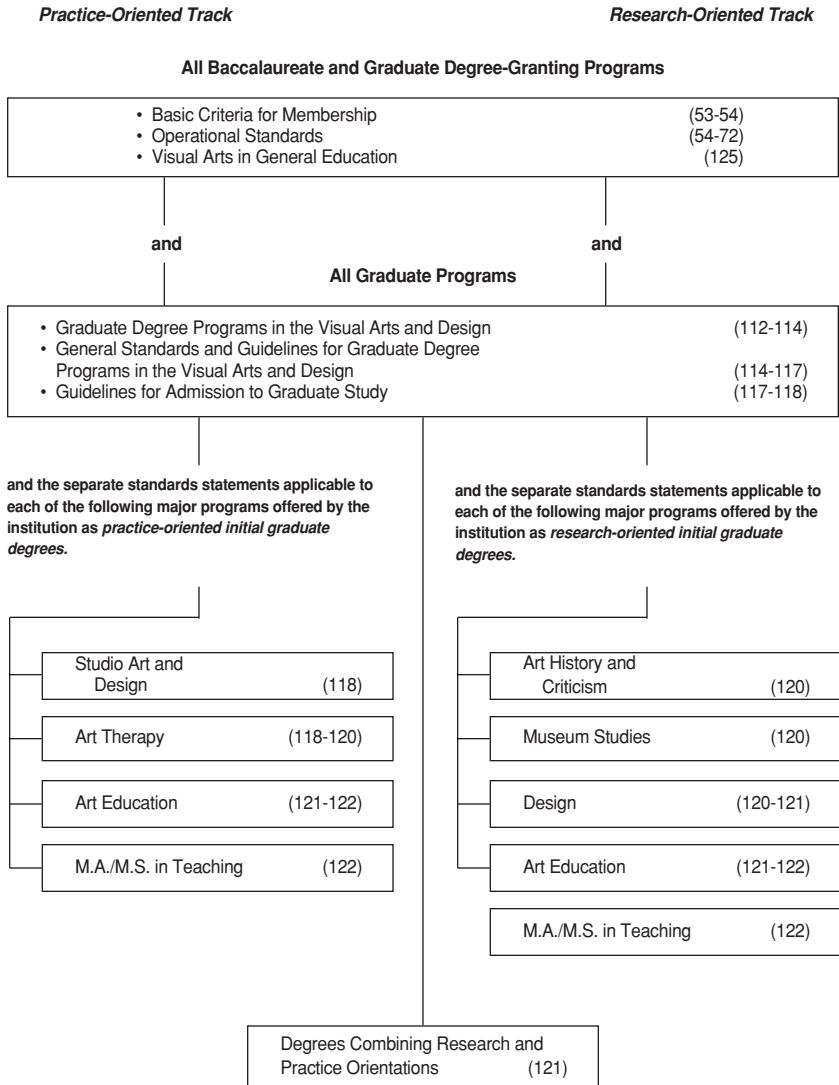 Practice-Oriented Track Research-Oriented Track
All Baccalaureate and Graduate Degree-Granting Programs
• Basic Criteria for Membership (53-54)
• Operational Standards (54-72)
• Visual Arts in General Education (125)
and and
All Graduate Programs
• Graduate Degree Programs in the Visual Arts and Design (112-114)
• General Standards and Guidelines for Graduate Degree
Programs in the Visual Arts and Design (114-117)
• Guidelines for Admission to Graduate Study (117-118)
and the separate standards statements applicable to
each of the following major programs offered by the
institution as practice-oriented initial graduate
degrees.
and the separate standards statements applicable to
each of the following major programs offered by the
institution as research-oriented initial graduate
degrees.
Studio Art and
Design (118)
Art Therapy (118-120)
Art Education (121-122)
M.A./M.S. in Teaching (122)
Art History and
Criticism (120)
Museum Studies (120)
Design (120-121)
Art Education (121-122)
M.A./M.S. in Teaching (122)
Degrees Combining Research and
Practice Orientations (121)